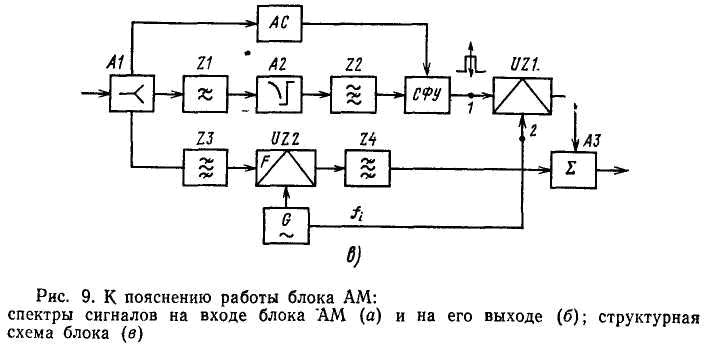 АС
А1
Z1
А2
Z2
UZ1.
СФУ
1
2
Z3
UZ2
Z4
А3
F
Σ
G
fi
в)
Рис. 9. К пояснению работы блока АМ:
спектры сигналов на входе блока АМ (а) и на его выходе (б); структурная
схема блока (в)